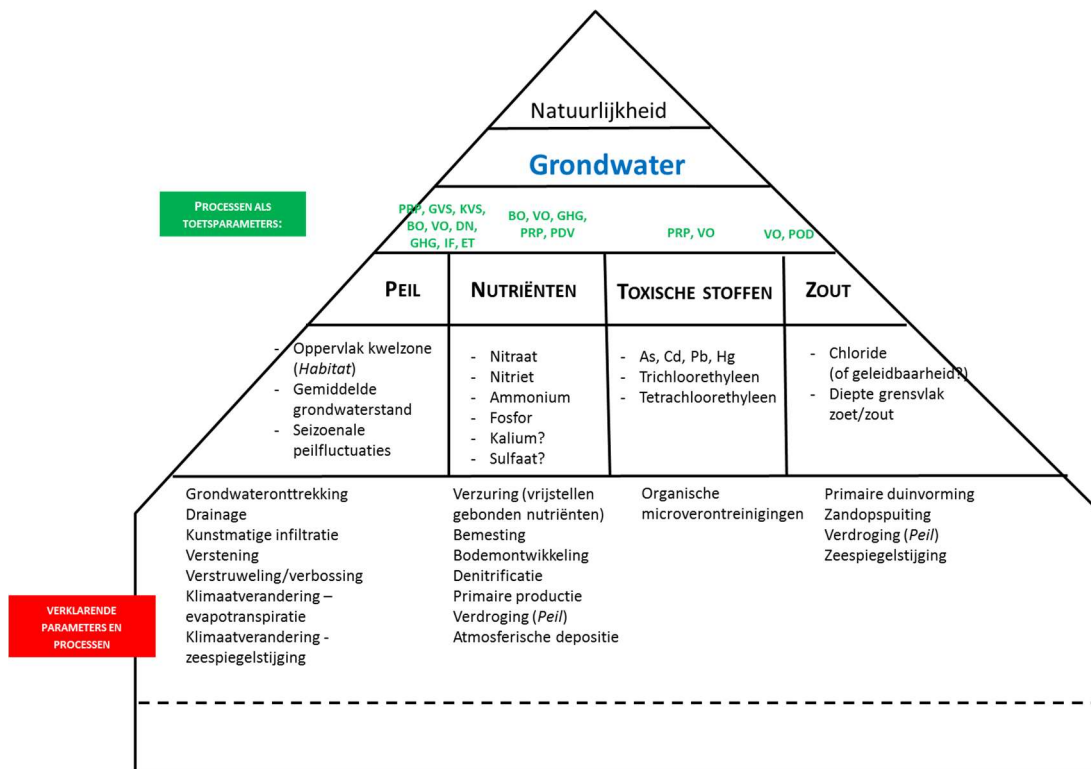 Natuurlijkheid
Grondwater
PROCESSEN ALS
TOETSPARAMETERS:
PRP, GVS, KVS,
BO, VO, DN,
GHG, IF, ET
BO, VO, GHG,
PRP, PDV
PRP, VO
VO, POD
PEIL
NUTRIËNTEN
TOXISCHE STOFFEN
ZOUT
- Oppervlak kwelzone
(Habitat)
- Gemiddelde
grondwaterstand
- Seizoenale
peilfluctuaties
- Nitraat
- Nitriet
- Ammonium
- Fosfor
- Kalium?
- Sulfaat?
- As, Cd, Pb, Hg
- Trichloorethyleen
- Tetrachloorethyleen
- Chloride
(of geleidbaarheid?)
- Diepte grensvlak
zoet/zout
VERKLARENDE
PARAMETERS EN
PROCESSEN
Grondwateronttrekking
Drainage
Kunstmatige infiltratie
Verstening
Verstruweling/verbossing
Klimaatverandering –
evapotranspiratie
Klimaatverandering -
zeespiegelstijging
Verzuring (vrijstellen
gebonden nutriënten)
Bemesting
Bodemontwikkeling
Denitrificatie
Primaire productie
Verdroging (Peil)
Atmosferische depositie
Organische
microverontreinigingen
Primaire duinvorming
Zandopspuiting
Verdroging (Peil)
Zeespiegelstijging